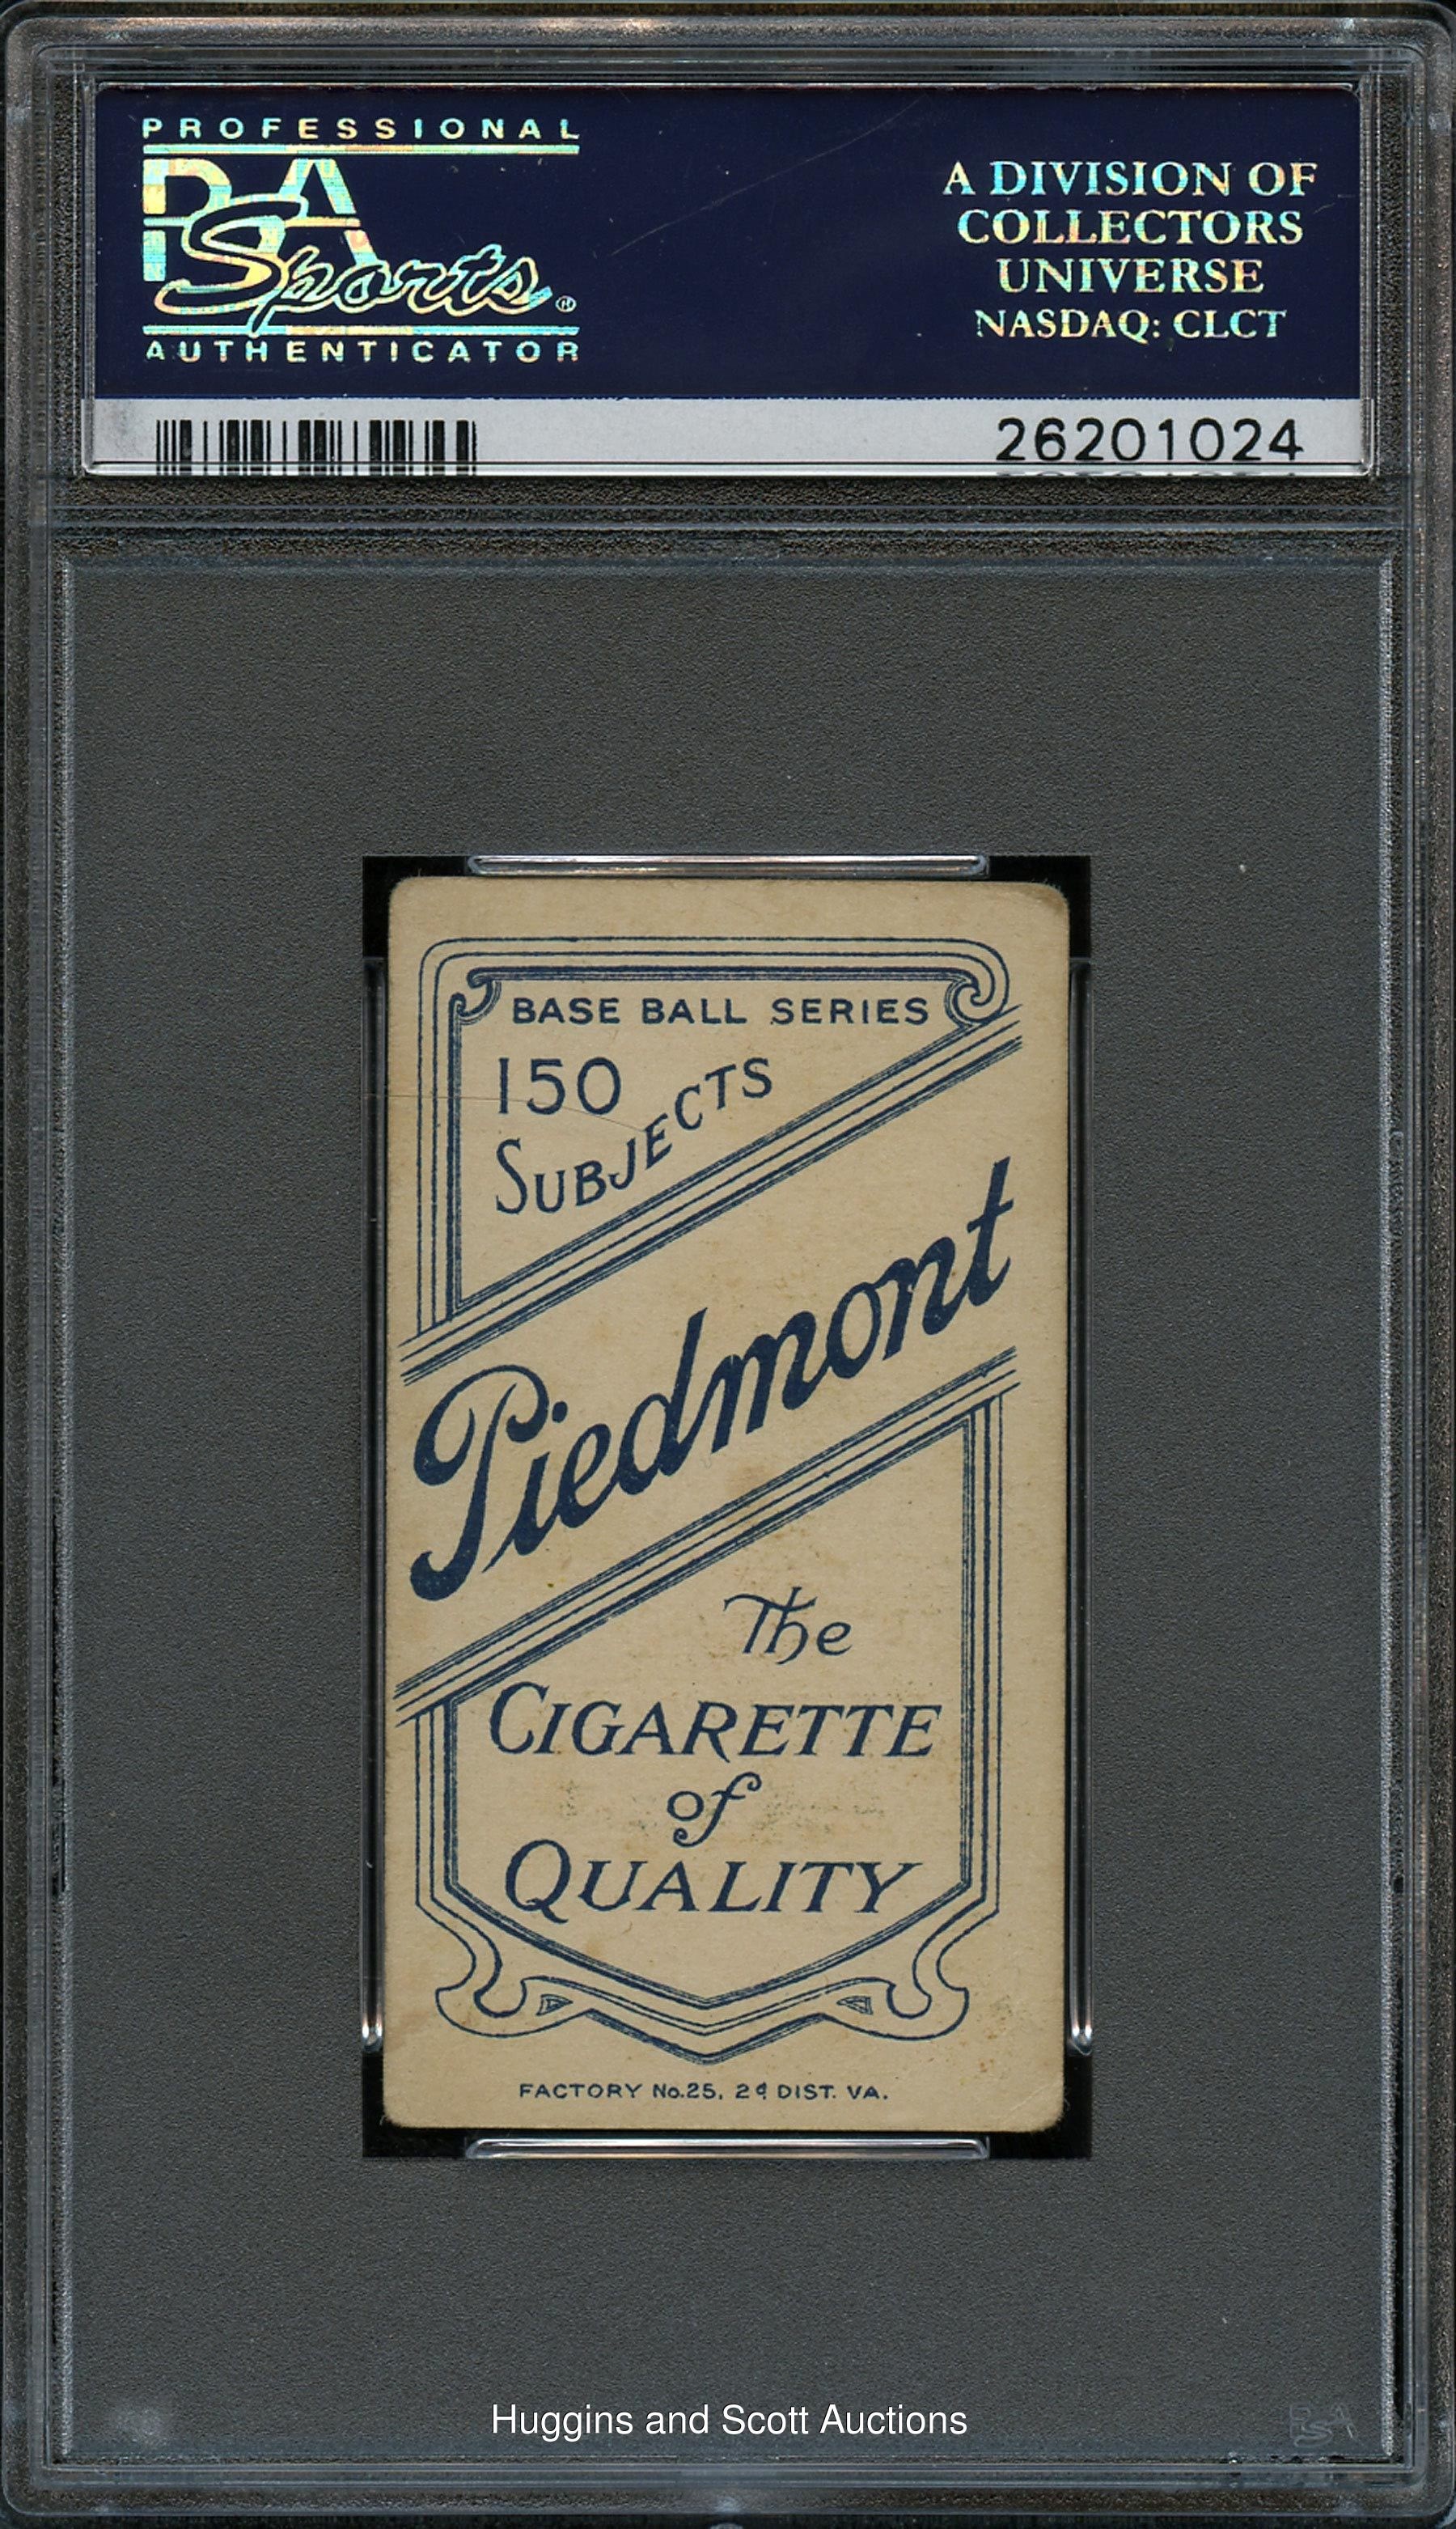 PROFESSIONAL
PSA
Sports®
AUTHENTICATOR
A DIVISION OF
COLLECTORS
UNIVERSE
NASDAQ: CLCT
26201024
BASE BALL SERIES
150
SUBJECTS
Piedmont
The
CIGARETTE
of
QUALITY
FACTORY No.25, 2d DIST. VA.
Huggins and Scott Auctions
PSA